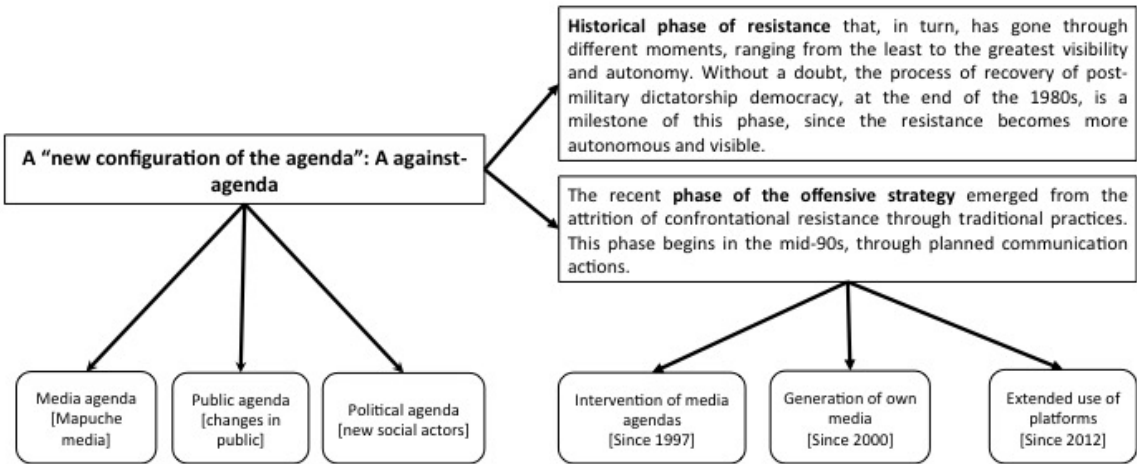 Historical phase of resistance that, in turn, has gone through
different moments, ranging from the least to the greatest visibility
and autonomy. Without a doubt, the process of recovery of post-
military dictatorship democracy, at the end of the 1980s, is a
milestone of this phase, since the resistance becomes more
autonomous and visible.
A “new configuration of the agenda”: A against-
agenda
The recent phase of the offensive strategy emerged from the
attrition of confrontational resistance through traditional practices.
This phase begins in the mid-90s, through planned communication
actions.
Media agenda
[Mapuche
media]
Public agenda
[changes in
public]
Political agenda
[new social actors]
Intervention of media
agendas
[Since 1997]
Generation of own
media
[Since 2000]
Extended use of
platforms
[Since 2012]